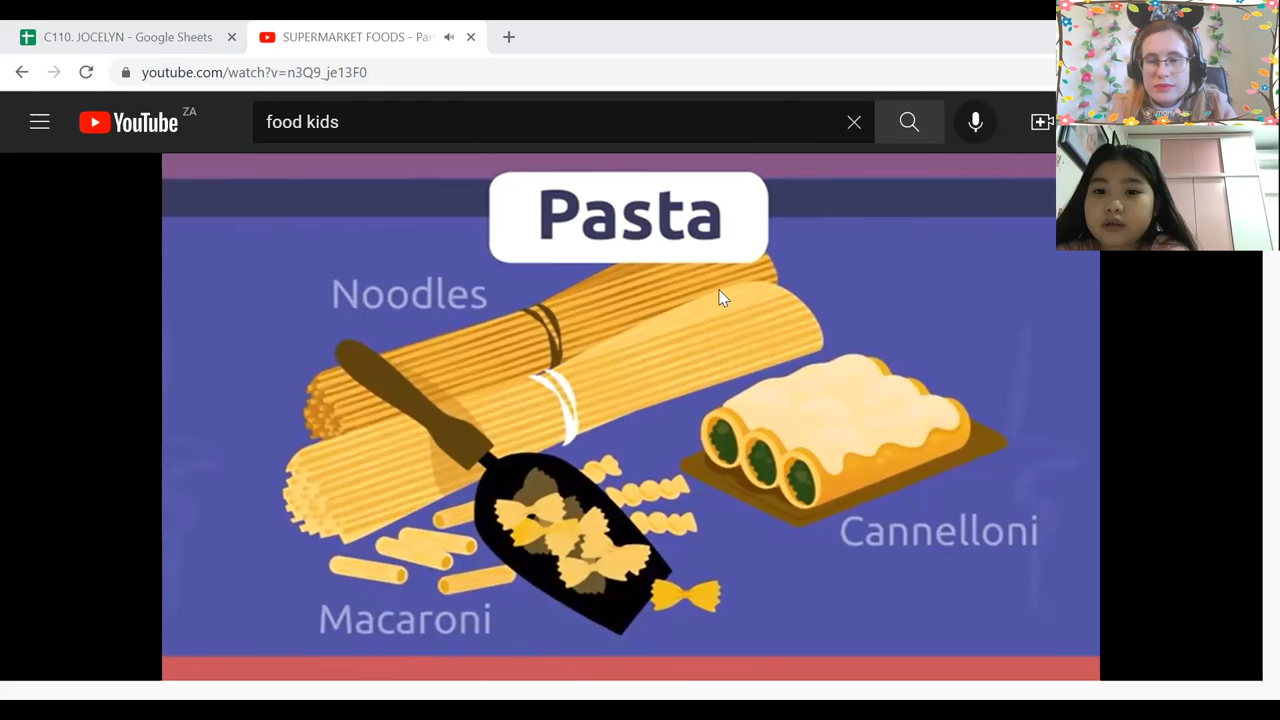 C110. JOCELYN - Google Sheets
SUPERMARKET FOODS - Par
youtube.com/watch?v=n3Q9_je13F0
YouTube ZA
food kids
Pasta
Noodles
Cannelloni
Macaroni